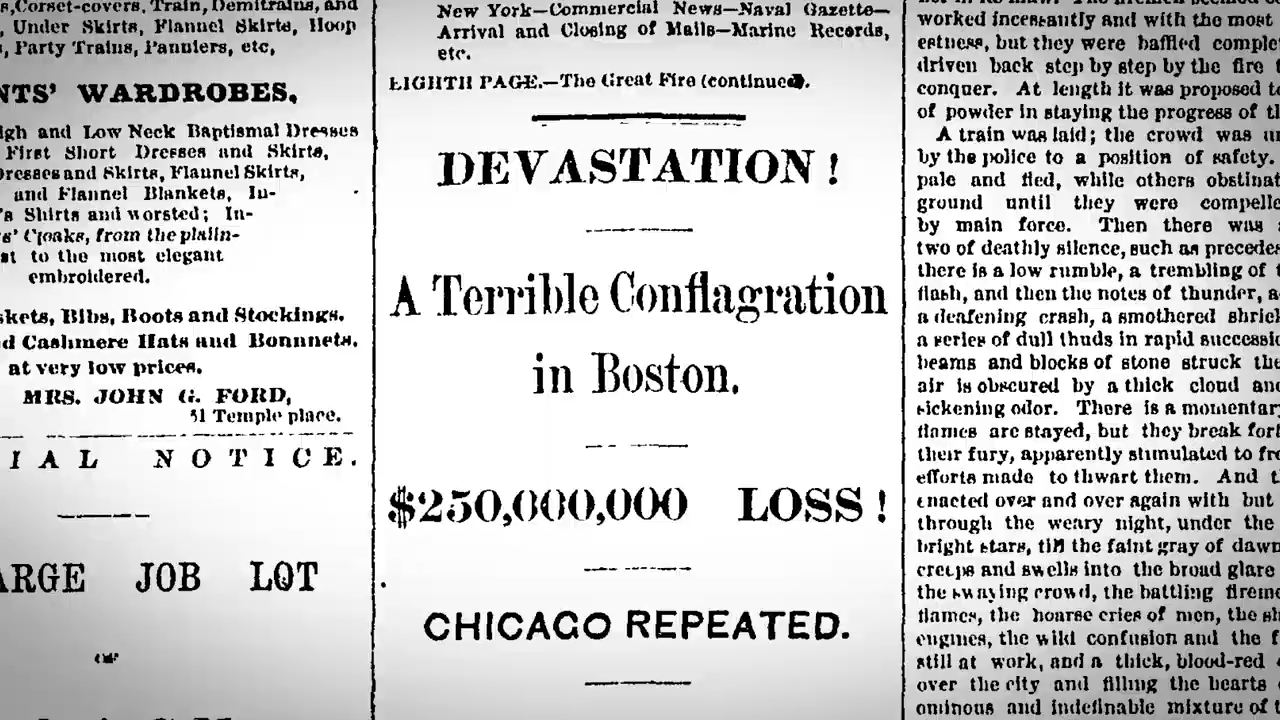 s, Corset-covers, Train, Demitrains, and
, Under Skirts, Flannel Skirts, Hoop
, Party Trains, Panniers, etc,
NTS' WARDROBES.
igh and Low Neck Baptismal Dresses
First Short Dresses and Skirts,
Dresses and Skirts, Flannel Skirts,
and Flannel Blankets, In-
's Shirts and worsted; In-
s' Cloaks, from the plain-
st to the most elegant
embroidered.
skets, Bibs, Boots and Stockings.
d Cashmere Hats and Bonnnets.
at very low prices.
MRS. JOHN G. FORD,
51 Temple place.
IAL NOTICE.
ARGE JOB LOT
OF
New York—Commercial News—Naval Gazette—
Arrival and Closing of Mails—Marine Records,
etc.
EIGHTH PAGE.—The Great Fire (continued).
DEVASTATION!
A Terrible Conflagration
in Boston.
$250,000,000 LOSS!
CHICAGO REPEATED.
worked incessantly and with the most
estness, but they were baffled comple
driven back step by step by the fire t
conquer. At length it was proposed to
of powder in staying the progress of th
A train was laid; the crowd was u
by the police to a position of safety.
pale and fled, while others obstinat
ground until they were compelle
by main force. Then there was a
two of deathly silence, such as precedes
there is a low rumble, a trembling of t
flash, and then the notes of thunder, a
a deafening crash, a smothered shriek
a series of dull thuds in rapid successio
beams and blocks of stone struck the
air is obscured by a thick cloud and
sickening odor. There is a momentary
flames are stayed, but they break fort
their fury, apparently stimulated to fre
efforts made to thwart them. And t
enacted over and over again with but
through the weary night, under the
bright stars, till the faint gray of dawn
creeps and swells into the broad glare
the swaying crowd, the battling fireme
flames, the hoarse cries of men, the sh
engines, the wild confusion and the f
still at work, and a thick, blood-red
over the city and filling the hearts
ominous and indefinable mixture of t